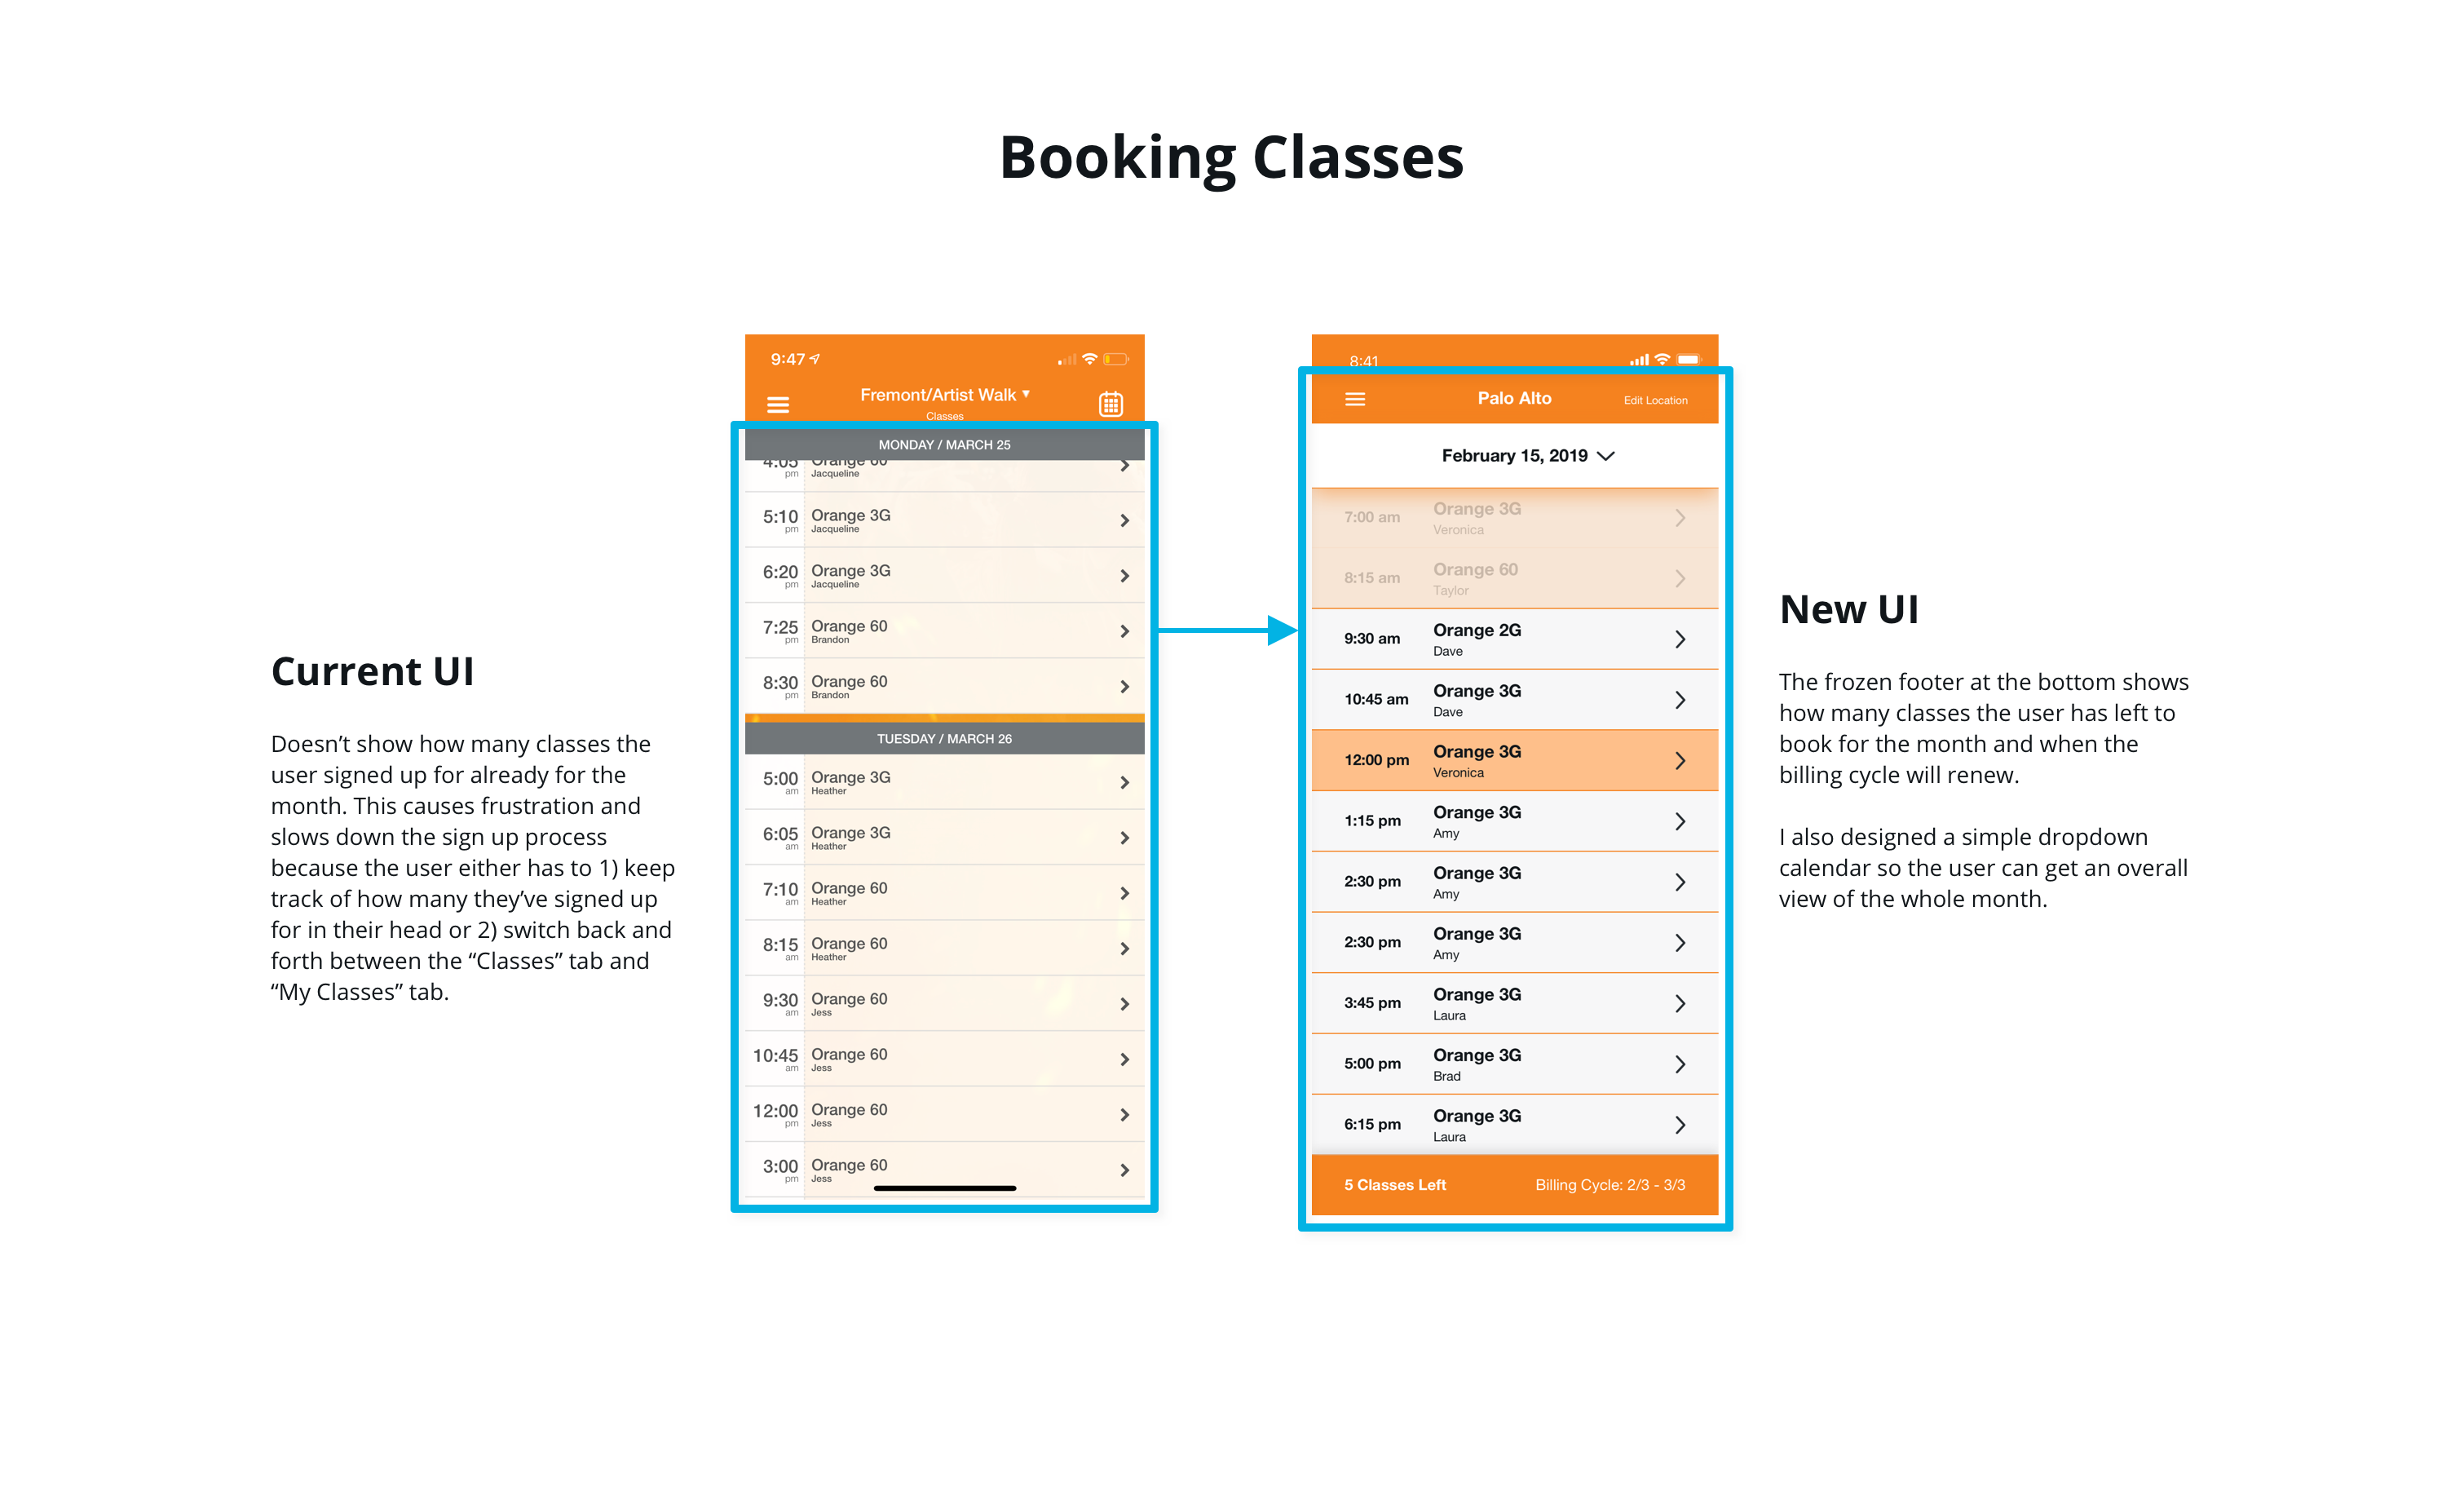 Booking Classes
Current UI
Doesn’t show how many classes the
user signed up for already for the
month. This causes frustration and
slows down the sign up process
because the user either has to 1) keep
track of how many they’ve signed up
for in their head or 2) switch back and
forth between the “Classes” tab and
“My Classes” tab.
9:47
Fremont/Artist Walk ▾
Classes
MONDAY / MARCH 25
4:05 Orange 60
pm Jacqueline
5:10 Orange 3G
pm Jacqueline
6:20 Orange 3G
pm Jacqueline
7:25 Orange 60
pm Brandon
8:30 Orange 60
pm Brandon
TUESDAY / MARCH 26
5:00 Orange 3G
am Heather
6:05 Orange 3G
am Heather
7:10 Orange 60
am Heather
8:15 Orange 60
am Heather
9:30 Orange 60
am Jess
10:45 Orange 60
am Jess
12:00 Orange 60
pm Jess
3:00 Orange 60
pm Jess
8:41
Palo Alto Edit Location
February 15, 2019
7:00 am Orange 3G
Veronica
8:15 am Orange 60
Taylor
9:30 am Orange 2G
Dave
10:45 am Orange 3G
Dave
12:00 pm Orange 3G
Veronica
1:15 pm Orange 3G
Amy
2:30 pm Orange 3G
Amy
2:30 pm Orange 3G
Amy
3:45 pm Orange 3G
Laura
5:00 pm Orange 3G
Brad
6:15 pm Orange 3G
Laura
5 Classes Left Billing Cycle: 2/3 - 3/3
New UI
The frozen footer at the bottom shows
how many classes the user has left to
book for the month and when the
billing cycle will renew.
I also designed a simple dropdown
calendar so the user can get an overall
view of the whole month.